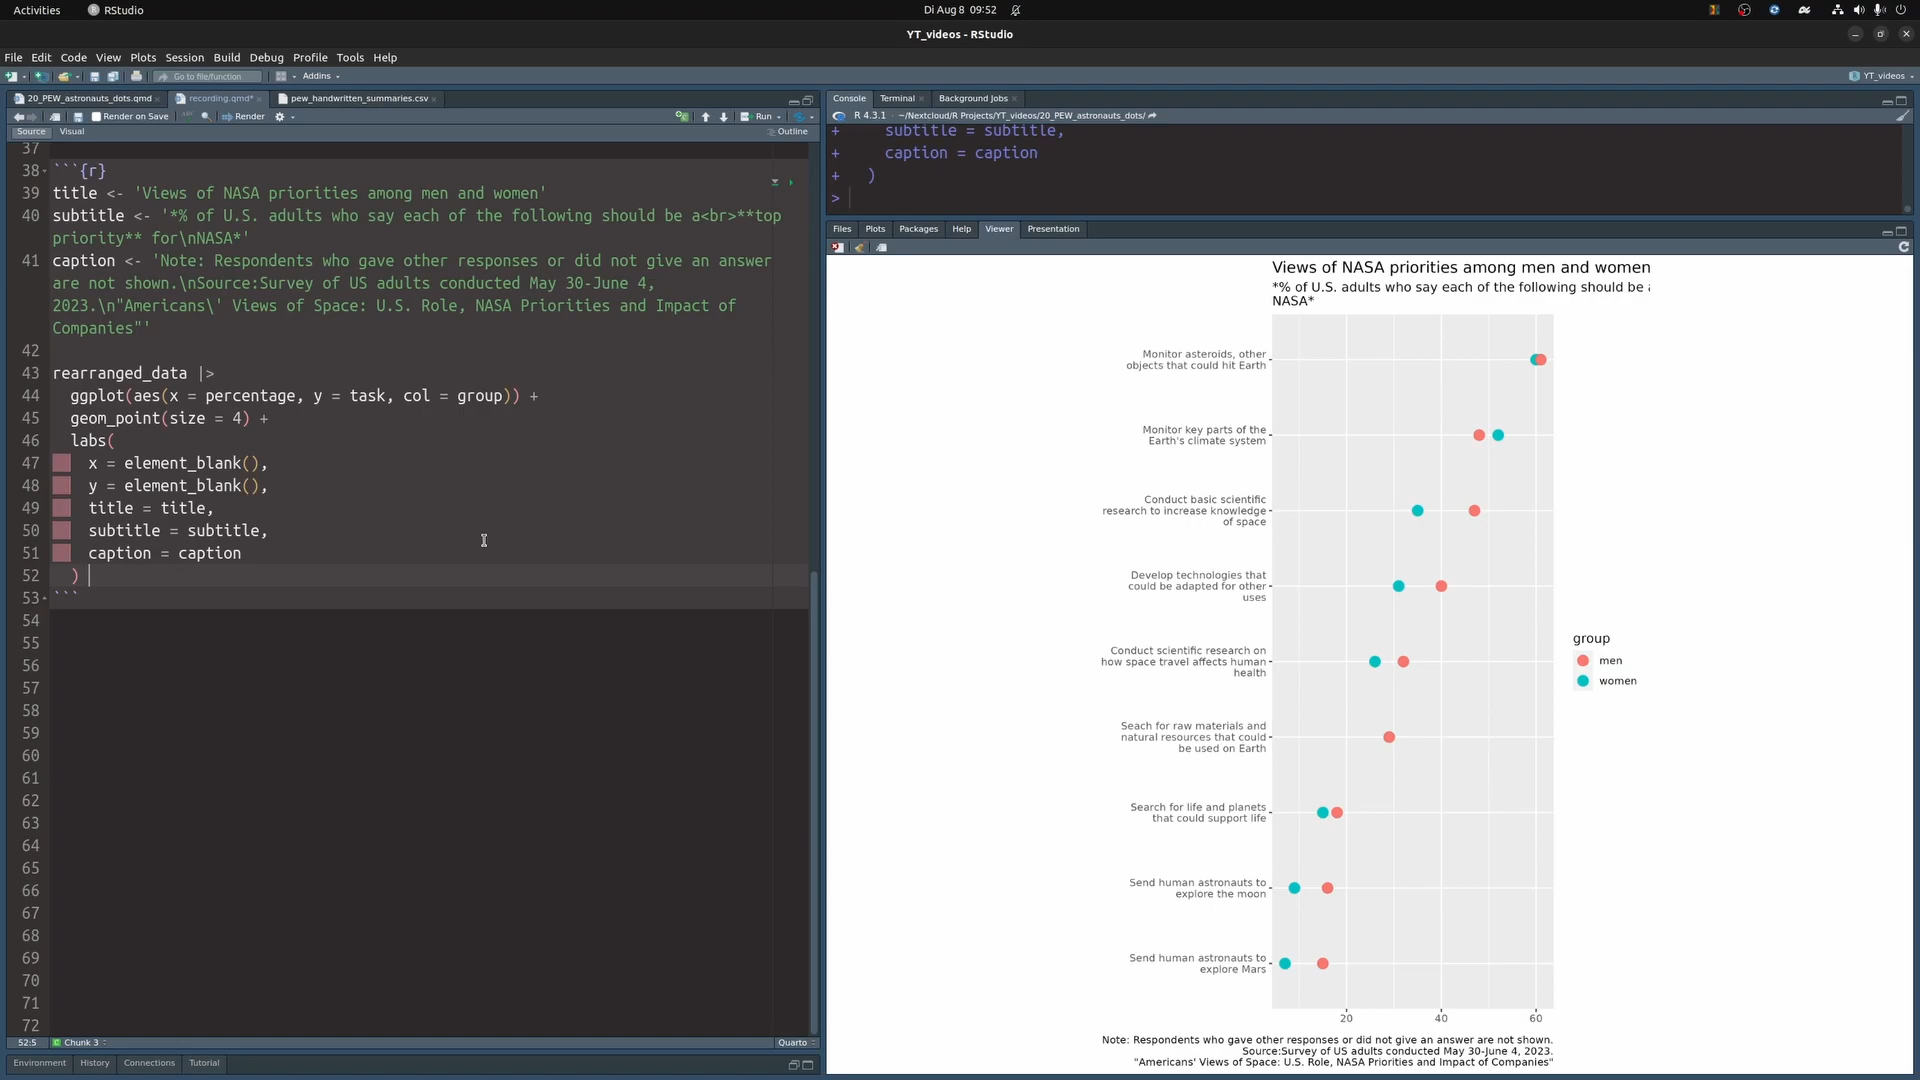 Activities
RStudio
Di Aug 8 09:52
YT_videos - RStudio
File Edit Code View Plots Session Build Debug Profile Tools Help
Go to file/function
Addins
YT_videos
20_PEW_astronauts_dots.qmd
recording.qmd*
pew_handwritten_summaries.csv
Render on Save
Render
Run
Source
Visual
Outline
37
38 ```{r}
39 title <- 'Views of NASA priorities among men and women'
40 subtitle <- '*% of U.S. adults who say each of the following should be a<br>**top
priority** for\nNASA*'
41 caption <- 'Note: Respondents who gave other responses or did not give an answer
are not shown.\nSource:Survey of US adults conducted May 30-June 4,
2023.\n"Americans\' Views of Space: U.S. Role, NASA Priorities and Impact of
Companies"'
42
43 rearranged_data |>
44 ggplot(aes(x = percentage, y = task, col = group)) +
45 geom_point(size = 4) +
46 labs(
47 x = element_blank(),
48 y = element_blank(),
49 title = title,
50 subtitle = subtitle,
51 caption = caption
52 )
53 ```
54
55
56
57
58
59
60
61
62
63
64
65
66
67
68
69
70
71
72
52:5
Chunk 3
Quarto
Environment History Connections Tutorial
Console Terminal Background Jobs
R 4.3.1 · ~/Nextcloud/R Projects/YT_videos/20_PEW_astronauts_dots/
+ subtitle = subtitle,
+ caption = caption
+ )
>
Files Plots Packages Help Viewer Presentation
Views of NASA priorities among men and women
*% of U.S. adults who say each of the following should be
NASA*
Monitor asteroids, other
objects that could hit Earth
Monitor key parts of the
Earth's climate system
Conduct basic scientific
research to increase knowledge
of space
Develop technologies that
could be adapted for other
uses
Conduct scientific research on
how space travel affects human
health
Seach for raw materials and
natural resources that could
be used on Earth
Search for life and planets
that could support life
Send human astronauts to
explore the moon
Send human astronauts to
explore Mars
20 40 60
group
men
women
Note: Respondents who gave other responses or did not give an answer are not shown.
Source:Survey of US adults conducted May 30-June 4, 2023.
"Americans' Views of Space: U.S. Role, NASA Priorities and Impact of Companies"